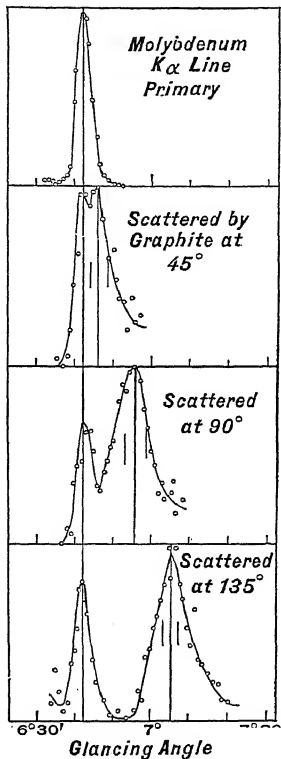 Molybdenum
Kα Line
Primary
Scattered by
Graphite at
45°
Scattered
at 90°
Scattered
at 135°
6°30' 7°
Glancing Angle